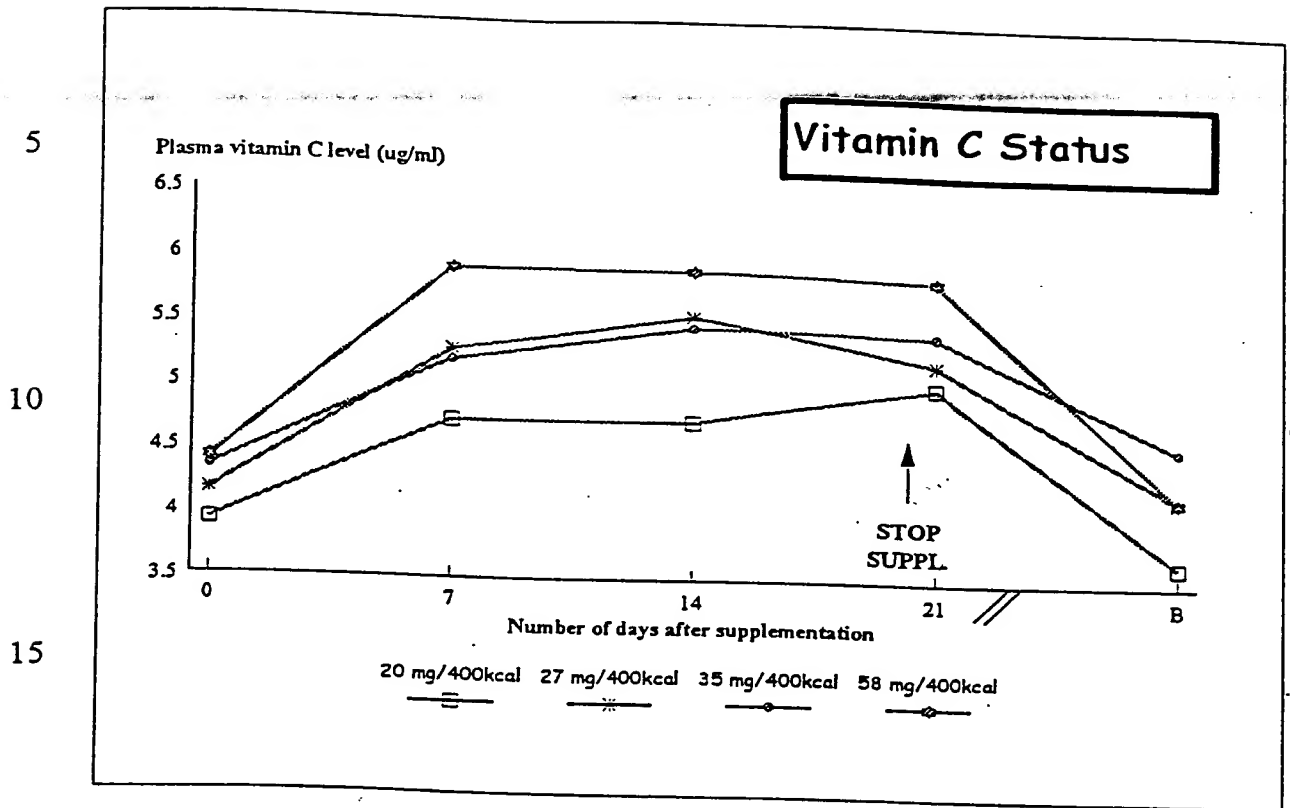 Vitamin C Status
5
Plasma vitamin C level (ug/ml)
6.5
6
5.5
5
10
4.5
4
STOP
SUPPL.
3.5
0 7 14 21 B
Number of days after supplementation
15
20 mg/400kcal 27 mg/400kcal 35 mg/400kcal 58 mg/400kcal